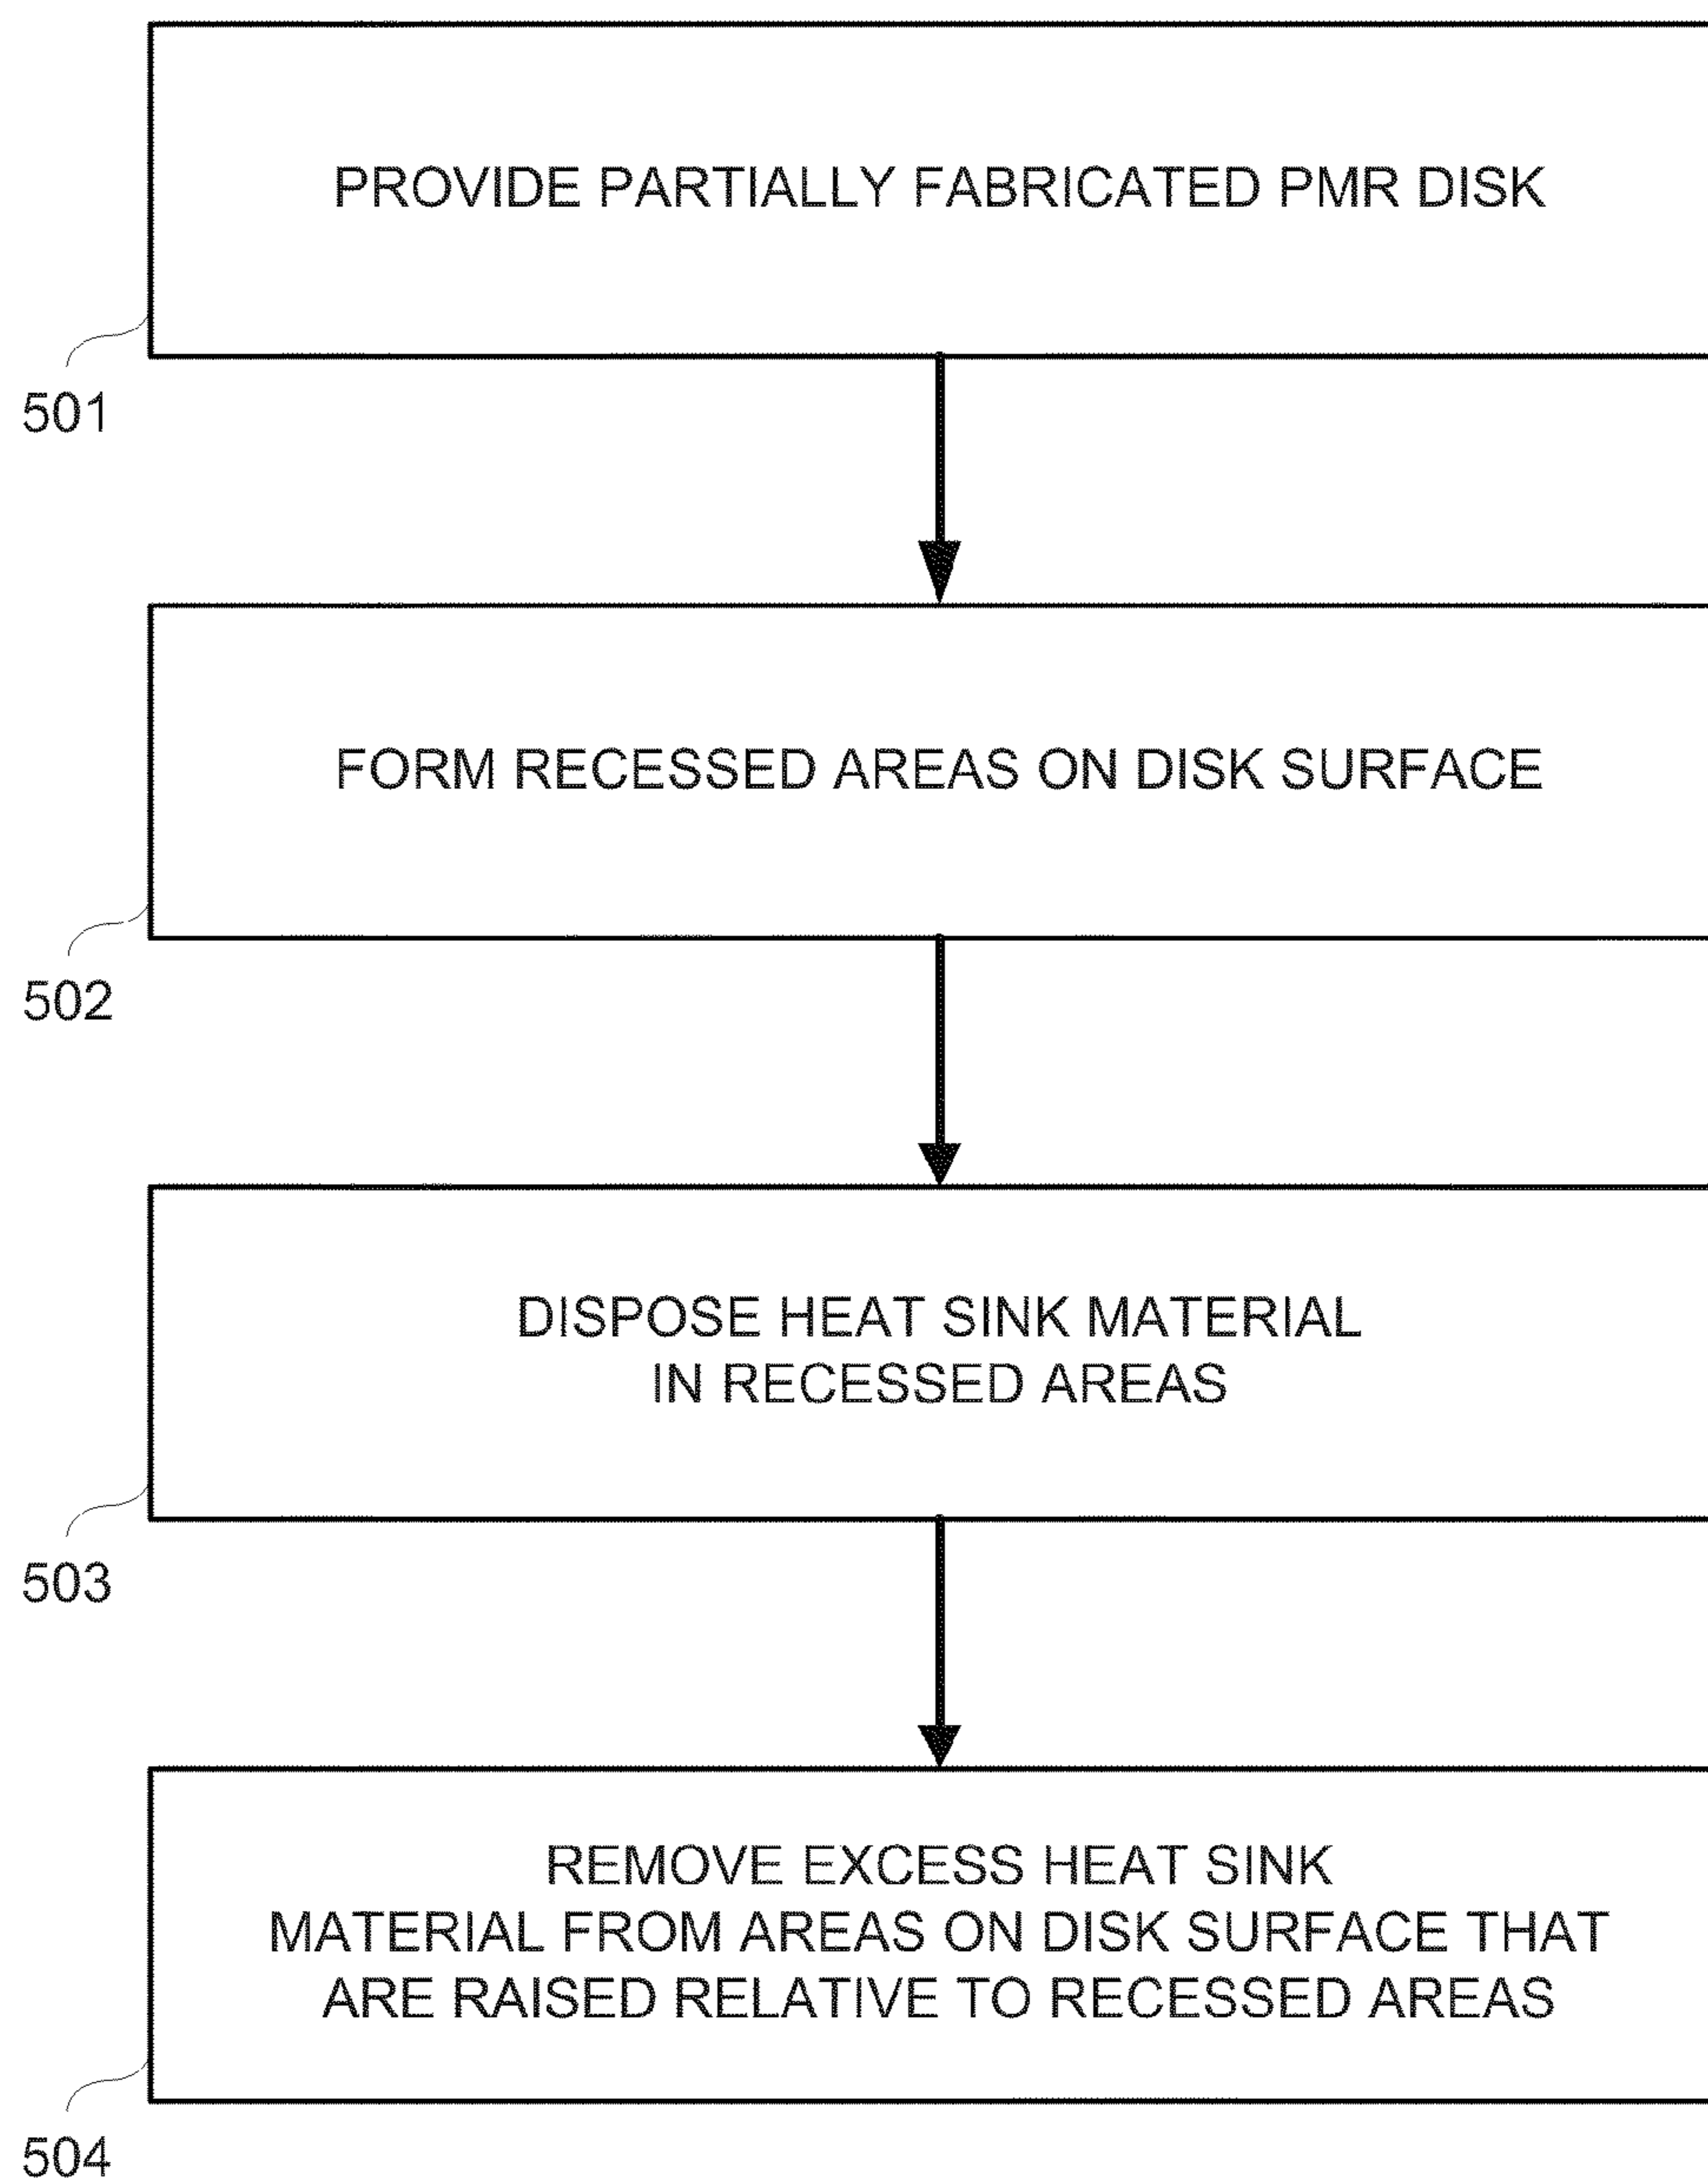 PROVIDE PARTIALLY FABRICATED PMR DISK
501
FORM RECESSED AREAS ON DISK SURFACE
502
DISPOSE HEAT SINK MATERIAL
IN RECESSED AREAS
503
REMOVE EXCESS HEAT SINK
MATERIAL FROM AREAS ON DISK SURFACE THAT
ARE RAISED RELATIVE TO RECESSED AREAS
504